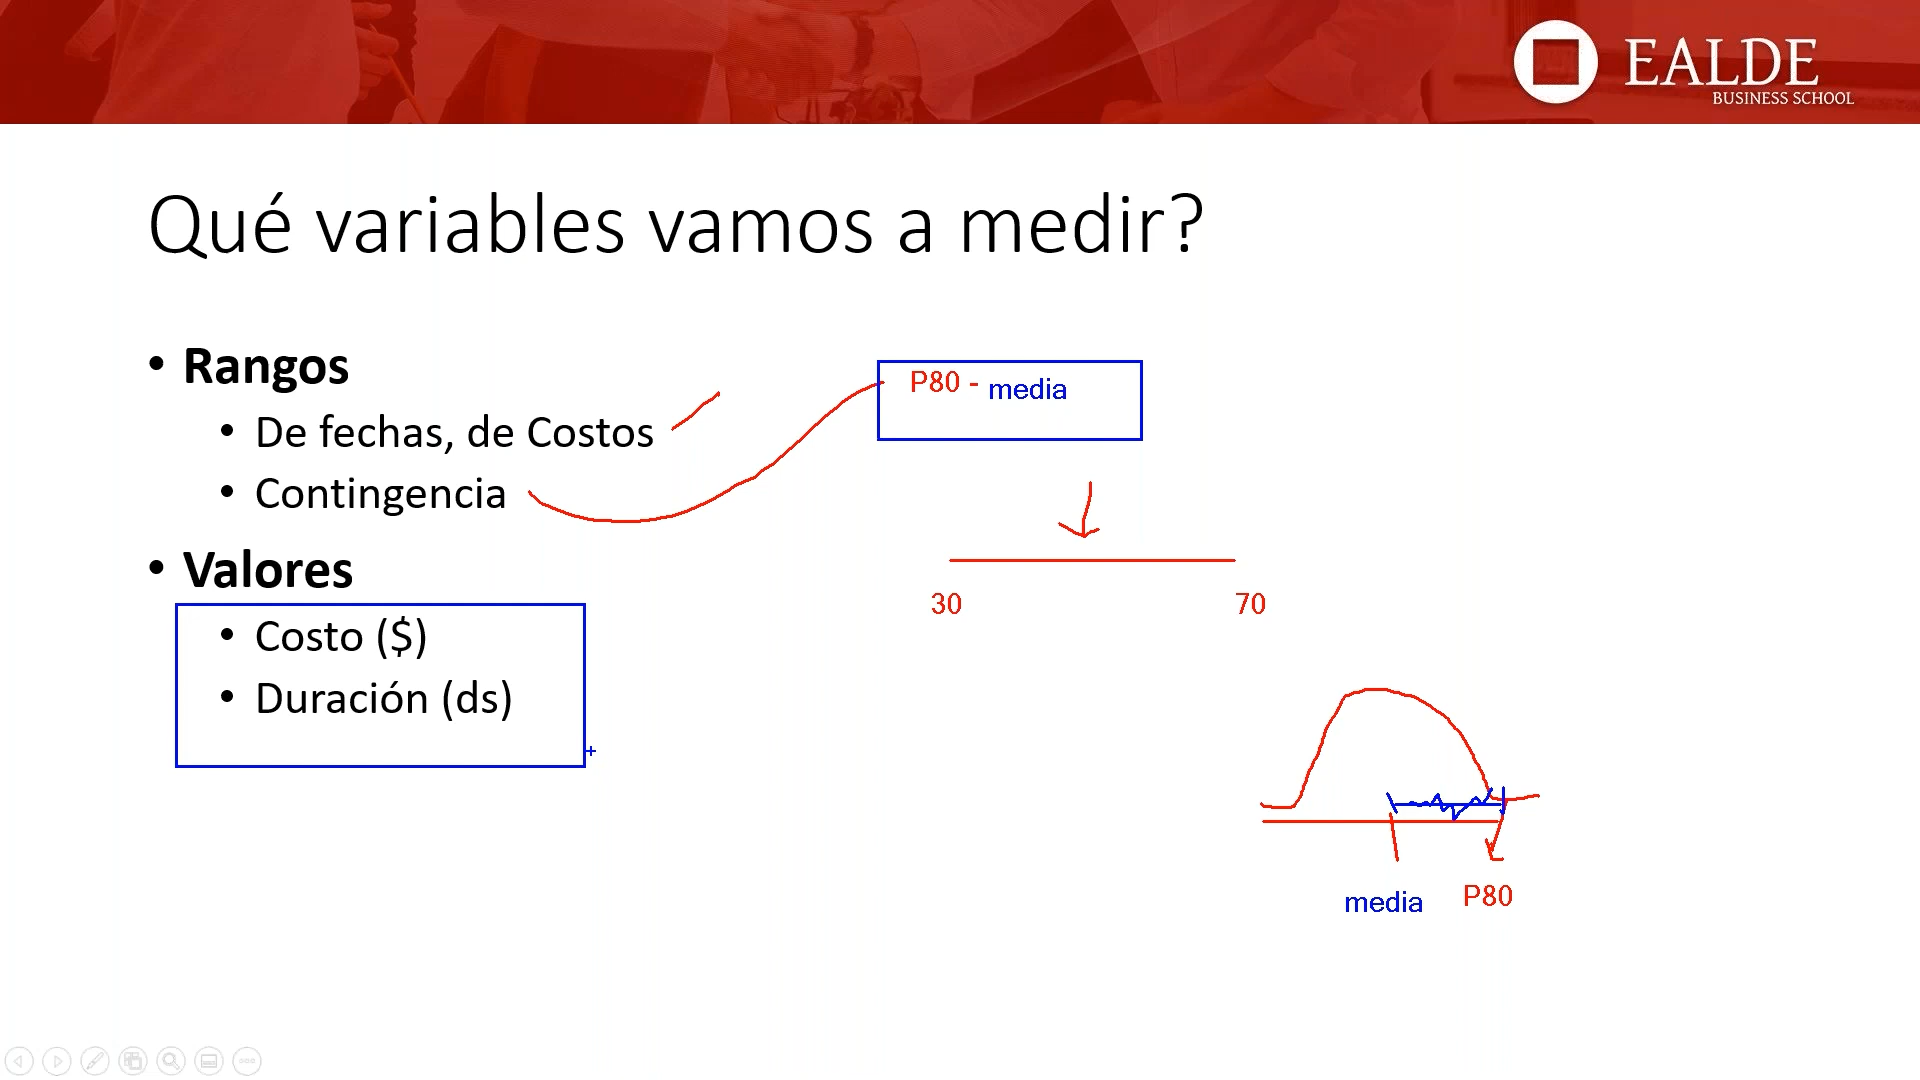 EALDE
BUSINESS SCHOOL
Qué variables vamos a medir?
• Rangos
• De fechas, de Costos
• Contingencia
• Valores
• Costo ($)
• Duración (ds)
P80 - media
30 70
media P80